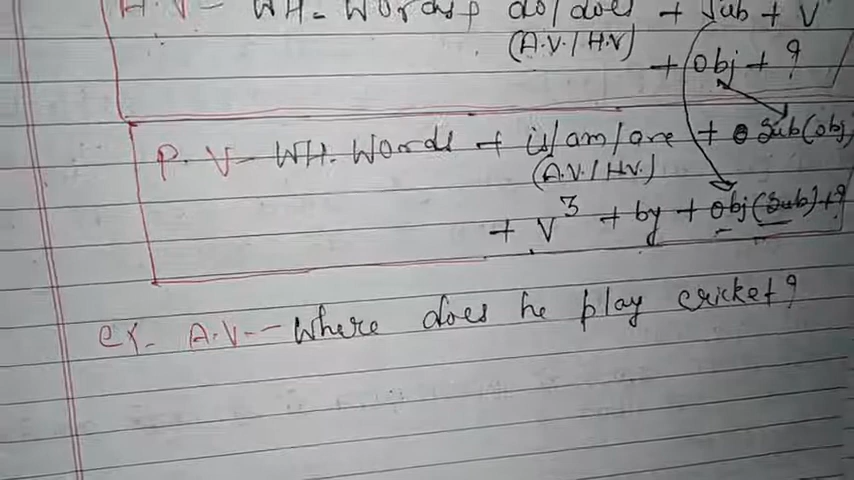 A.V - WH- Words + do/does + Sub + V
(A.V./H.V)
+ Obj + ?
P. V- WH. Words + is/am/are + Sub(obj)
(A.V./H.V.)
+ V3 + by + obj(Sub)+?
ex. A.V-- Where does he play cricket?